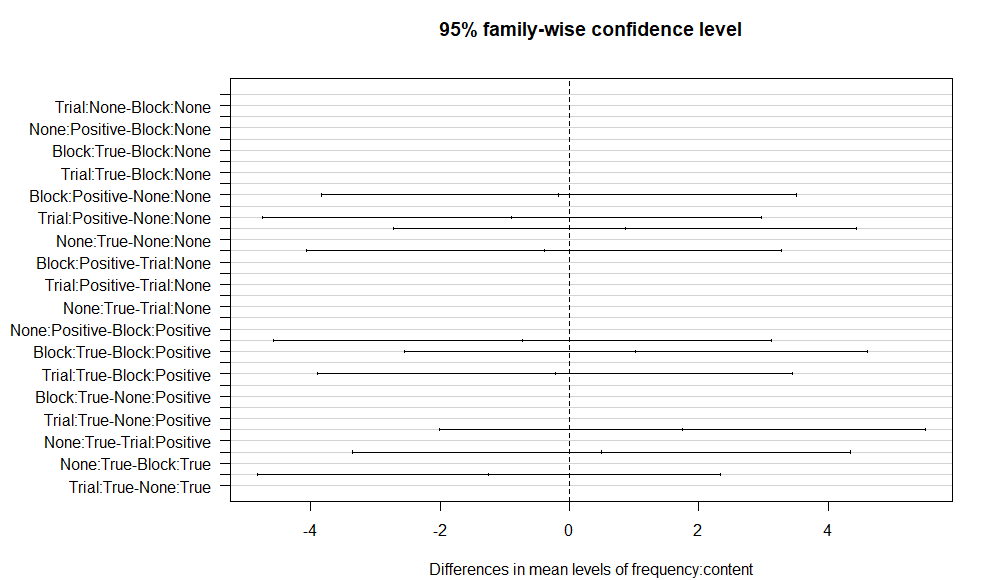 95% family-wise confidence level
Trial:None-Block:None
None:Positive-Block:None
Block:True-Block:None
Trial:True-Block:None
Block:Positive-None:None
Trial:Positive-None:None
None:True-None:None
Block:Positive-Trial:None
Trial:Positive-Trial:None
None:True-Trial:None
None:Positive-Block:Positive
Block:True-Block:Positive
Trial:True-Block:Positive
Block:True-None:Positive
Trial:True-None:Positive
None:True-Trial:Positive
None:True-Block:True
Trial:True-None:True
-4 -2 0 2 4
Differences in mean levels of frequency:content